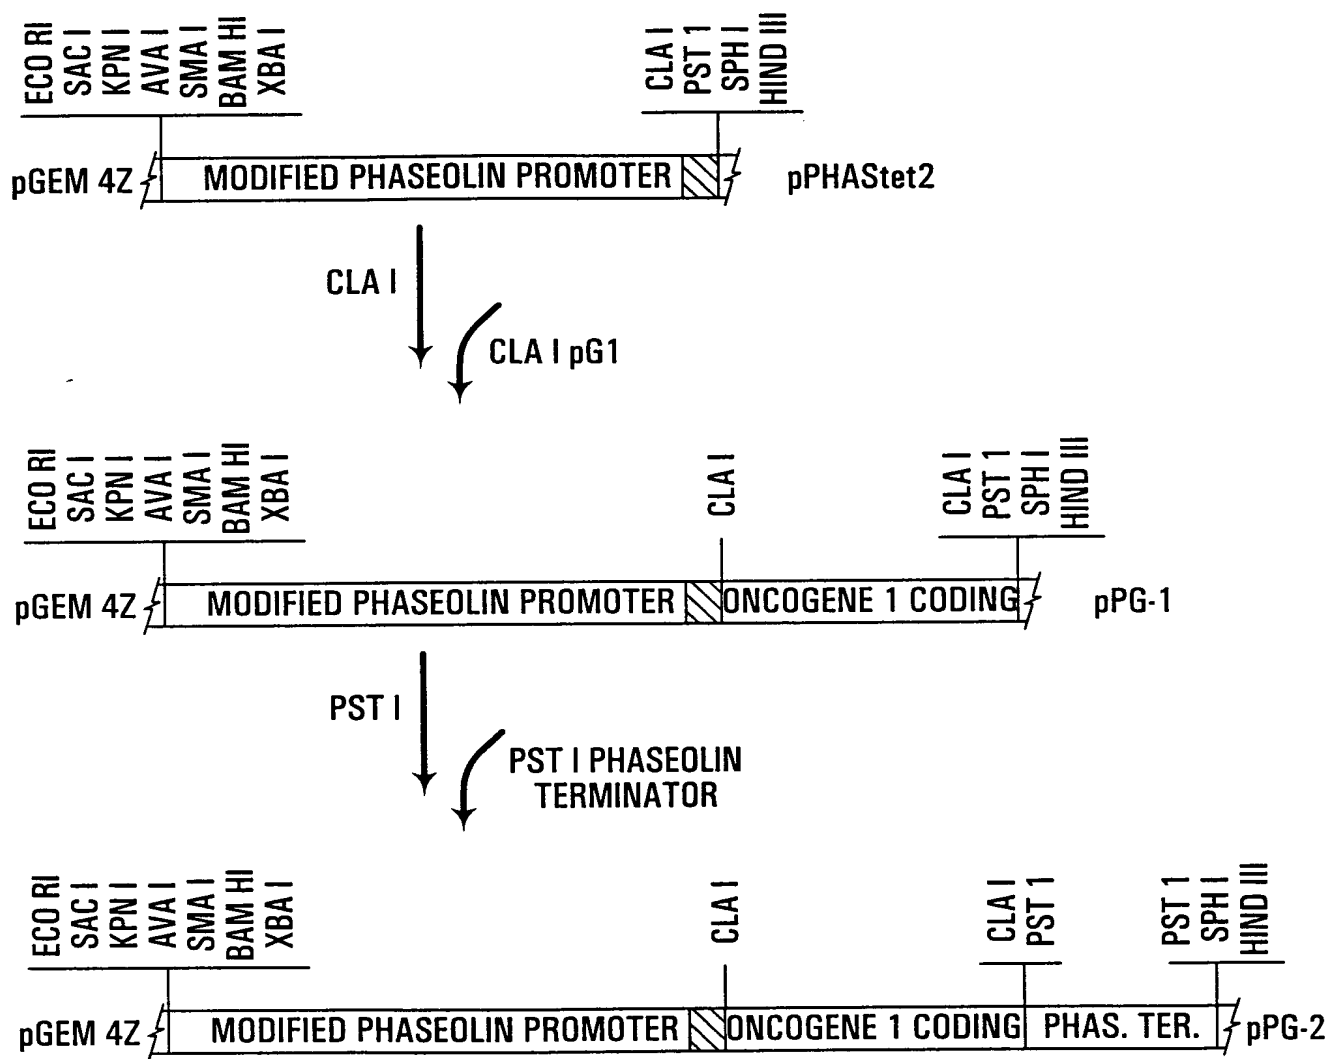 ECO RI
SAC I
KPN I
AVA I
SMA I
BAM HI
XBA I
CLA I
PST 1
SPH I
HIND III
pGEM 4Z
MODIFIED PHASEOLIN PROMOTER
pPHAStet2
CLA I
CLA I pG1
ECO RI
SAC I
KPN I
AVA I
SMA I
BAM HI
XBA I
CLA I
CLA I
PST 1
SPH I
HIND III
pGEM 4Z
MODIFIED PHASEOLIN PROMOTER
ONCOGENE 1 CODING
pPG-1
PST I
PST I PHASEOLIN
TERMINATOR
ECO RI
SAC I
KPN I
AVA I
SMA I
BAM HI
XBA I
CLA I
CLA I
PST 1
PST 1
SPH I
HIND III
pGEM 4Z
MODIFIED PHASEOLIN PROMOTER
ONCOGENE 1 CODING
PHAS. TER.
pPG-2